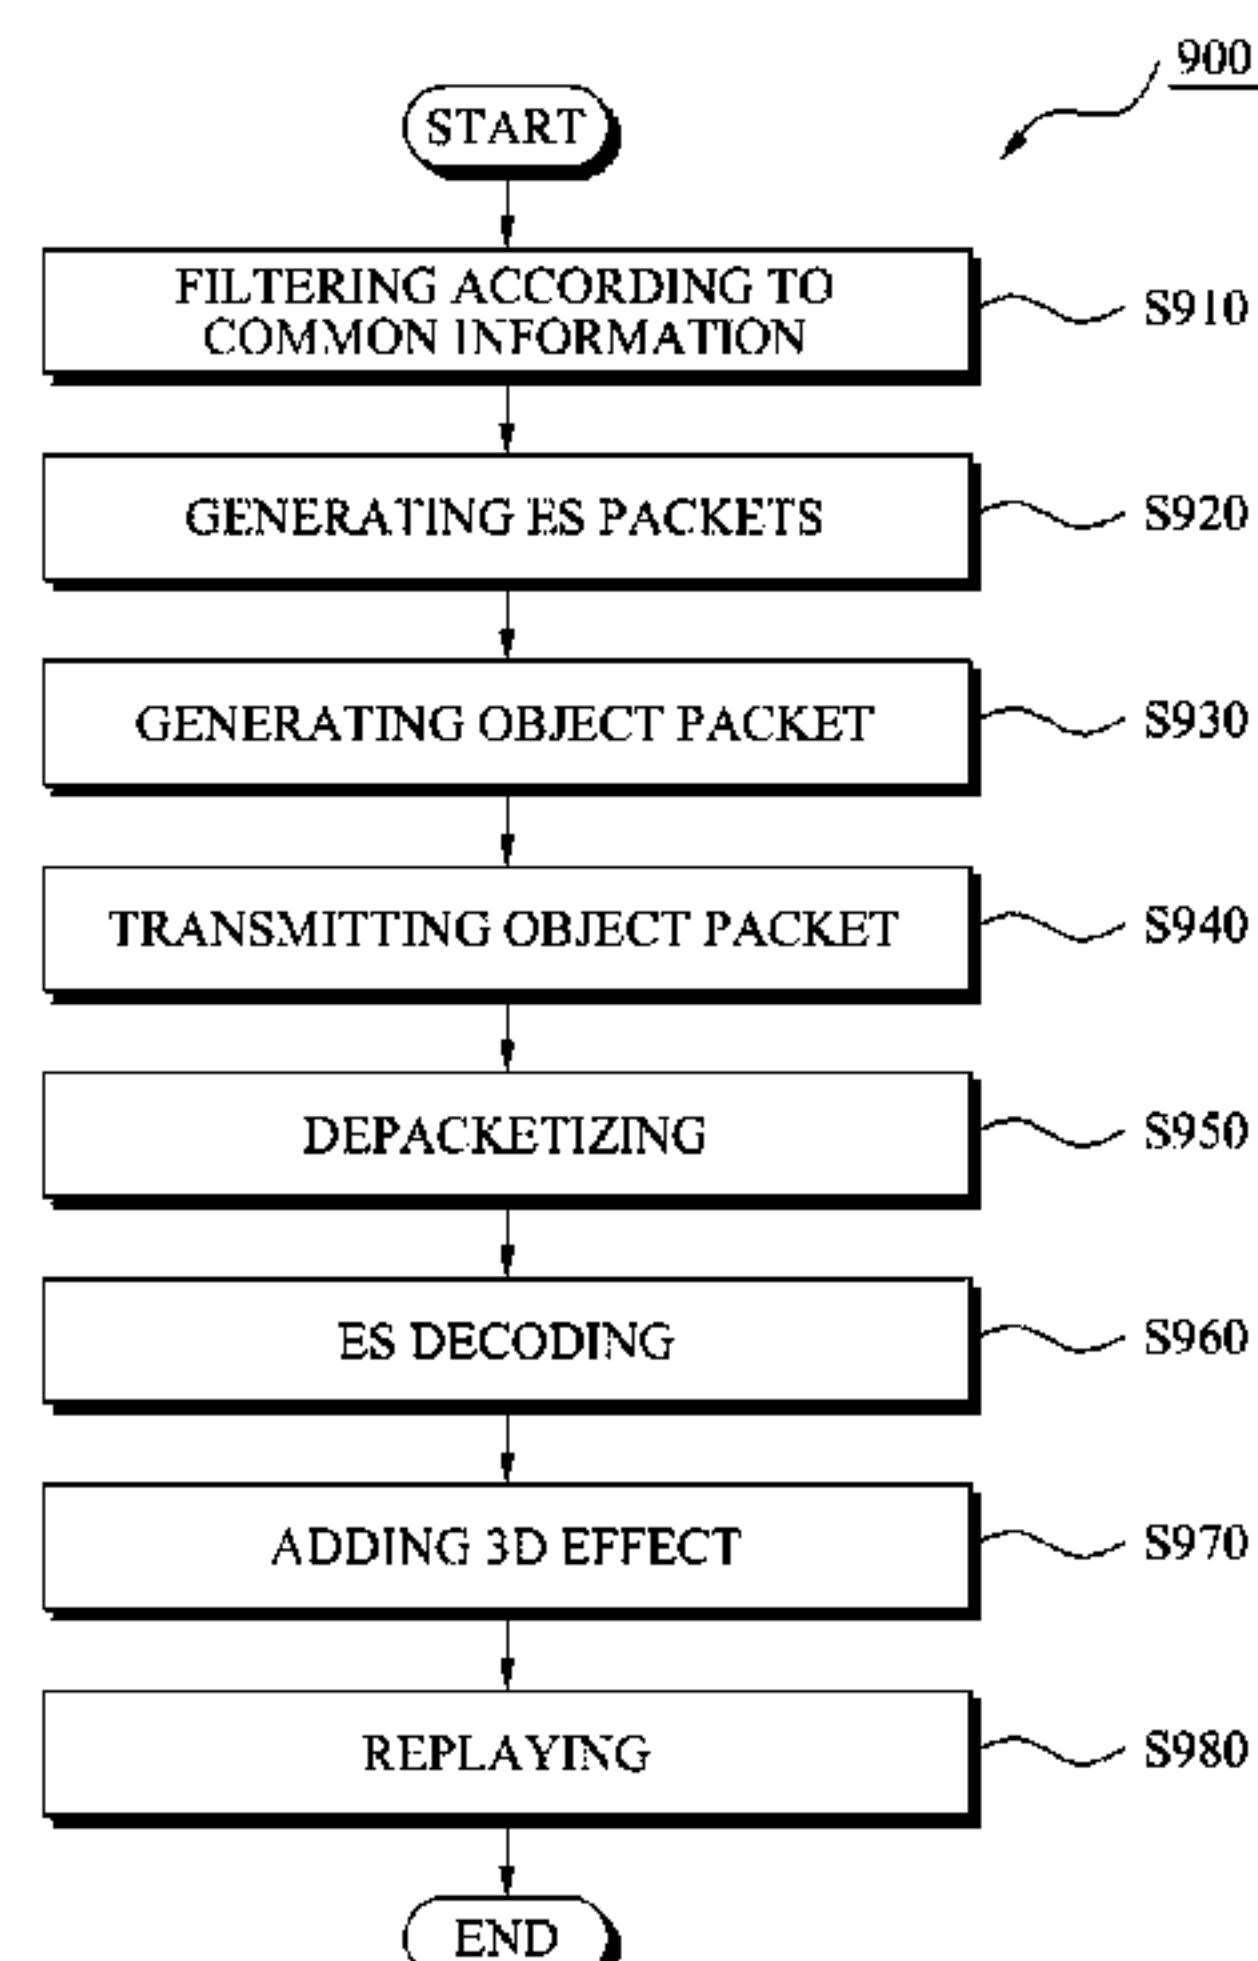 900
START
FILTERING ACCORDING TO
COMMON INFORMATION
S910
GENERATING ES PACKETS
S920
GENERATING OBJECT PACKET
S930
TRANSMITTING OBJECT PACKET
S940
DEPACKETIZING
S950
ES DECODING
S960
ADDING 3D EFFECT
S970
REPLAYING
S980
END